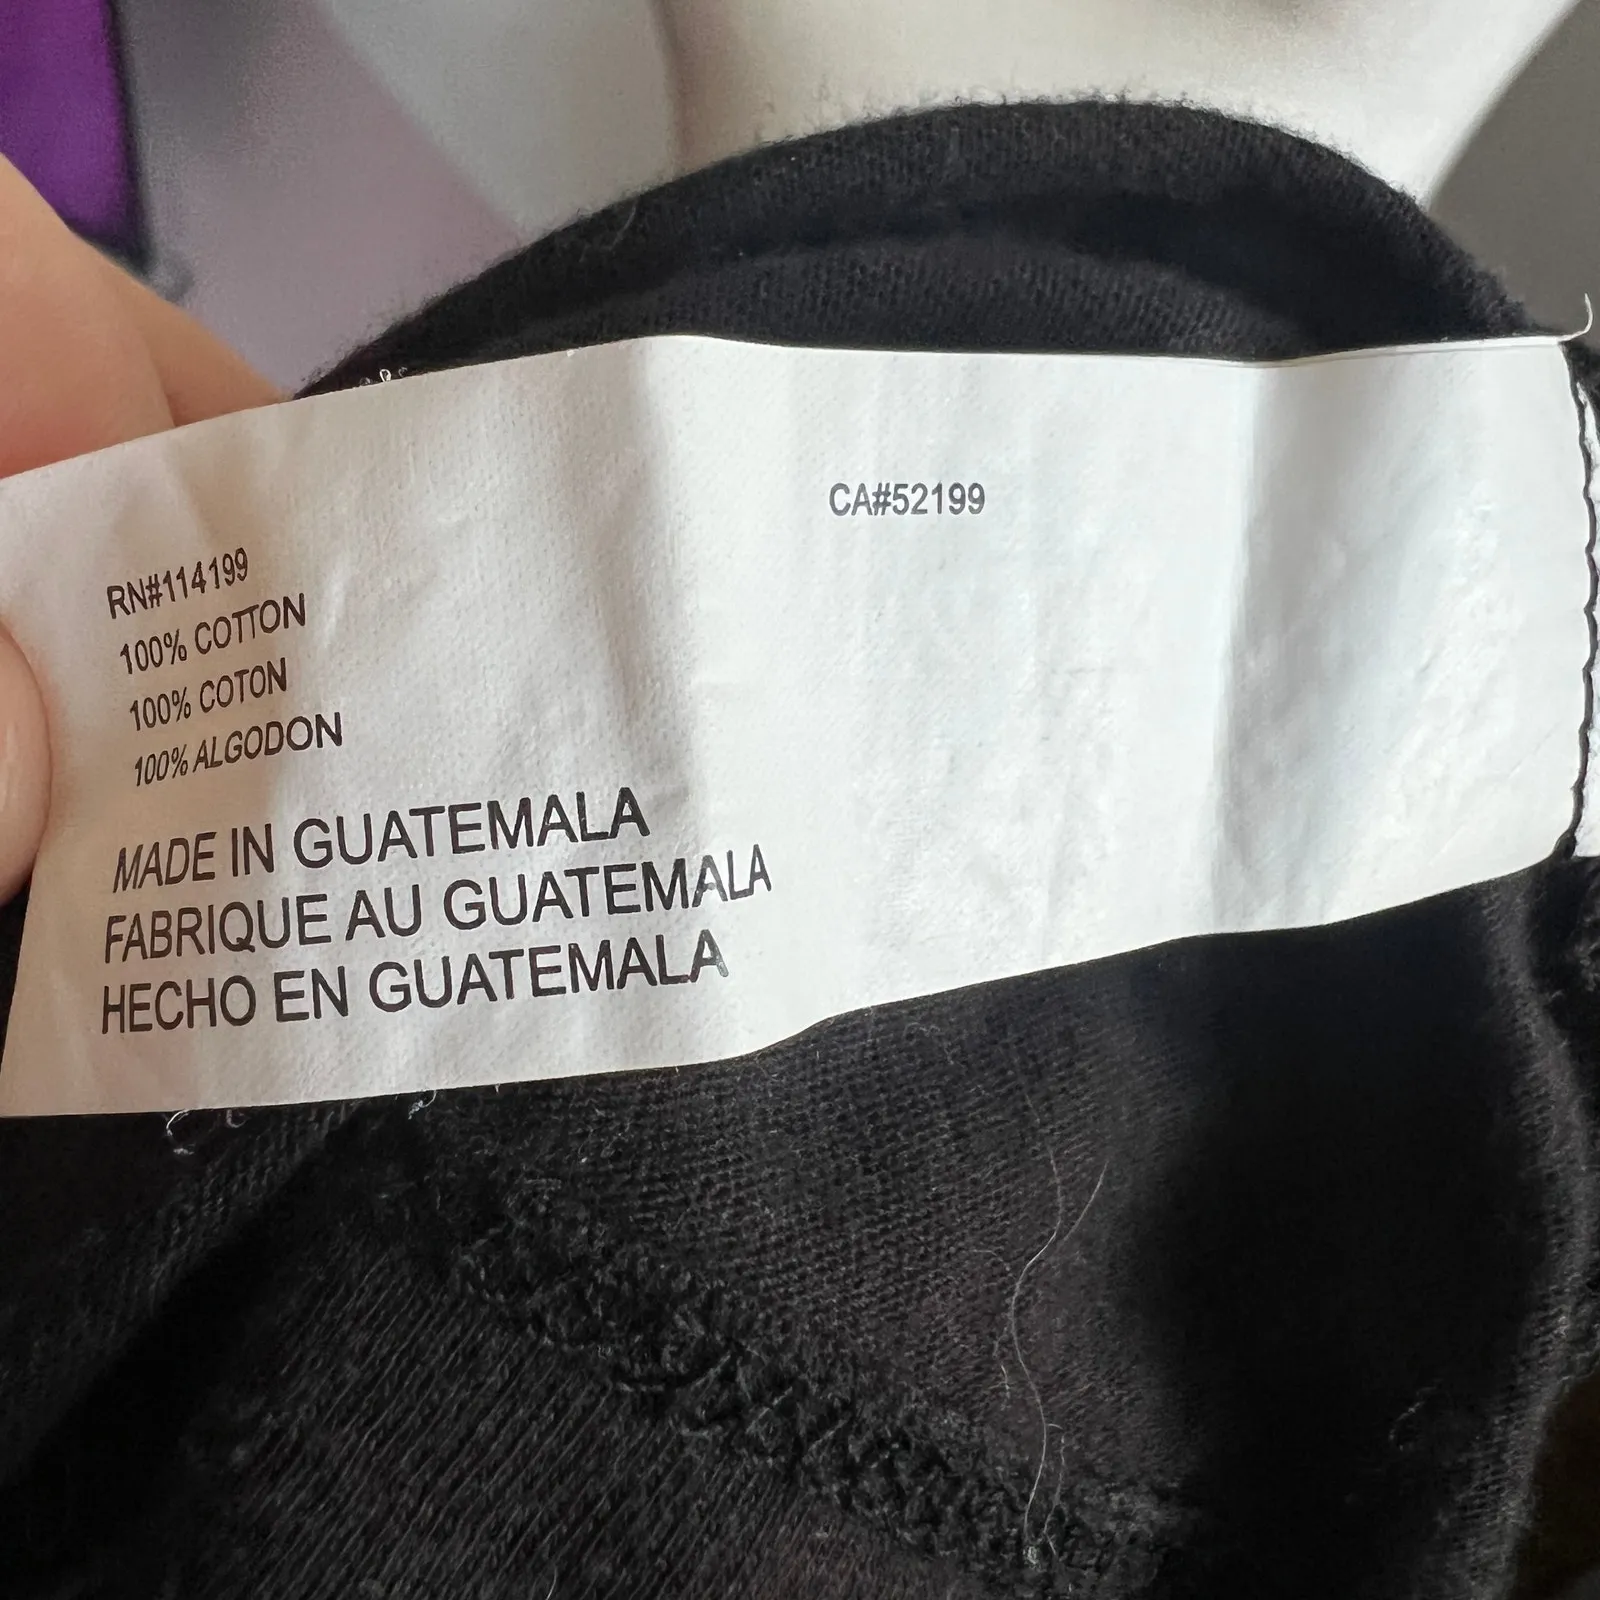 CA#52199
RN#114199
100% COTTON
100% COTON
100% ALGODON
MADE IN GUATEMALA
FABRIQUE AU GUATEMALA
HECHO EN GUATEMALA